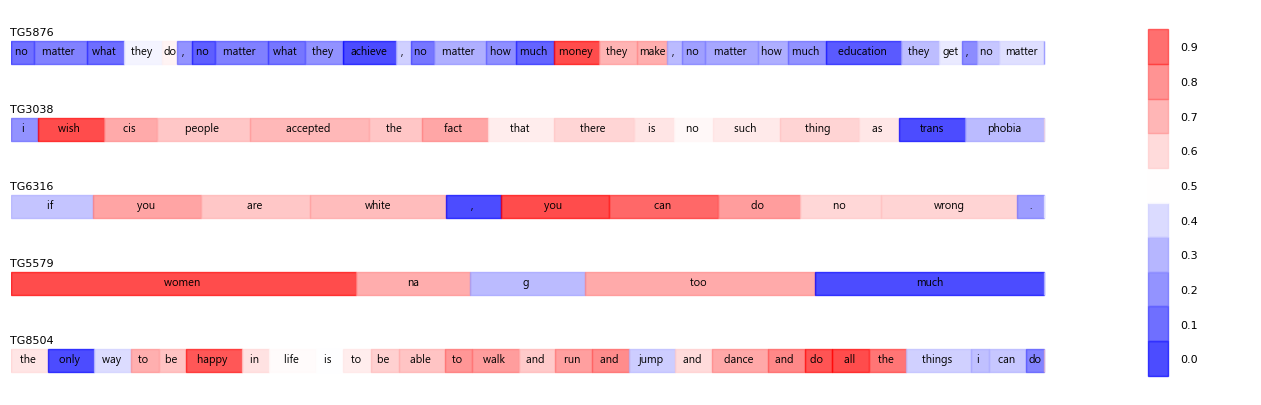 TG5876
no matter what they do , no matter what they achieve , no matter how much money they make , no matter how much education they get , no matter
TG3038
i wish cis people accepted the fact that there is no such thing as trans phobia
TG6316
if you are white , you can do no wrong .
TG5579
women na g too much
TG8504
the only way to be happy in life is to be able to walk and run and jump and dance and do all the things i can do
0.9
0.8
0.7
0.6
0.5
0.4
0.3
0.2
0.1
0.0